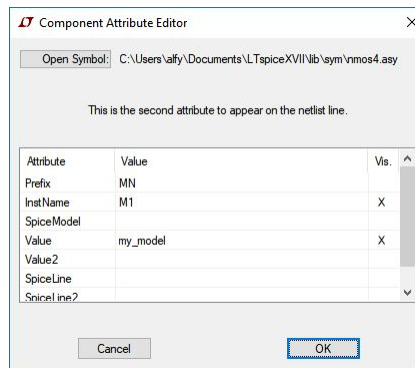 Component Attribute Editor
Open Symbol: C:\Users\alfy\Documents\LTspiceXVII\lib\sym\nmos4.asy
This is the second attribute to appear on the netlist line.
Attribute Value Vis.
Prefix MN
InstName M1 X
SpiceModel
Value my_model X
Value2
SpiceLine
SpiceLine2
Cancel OK